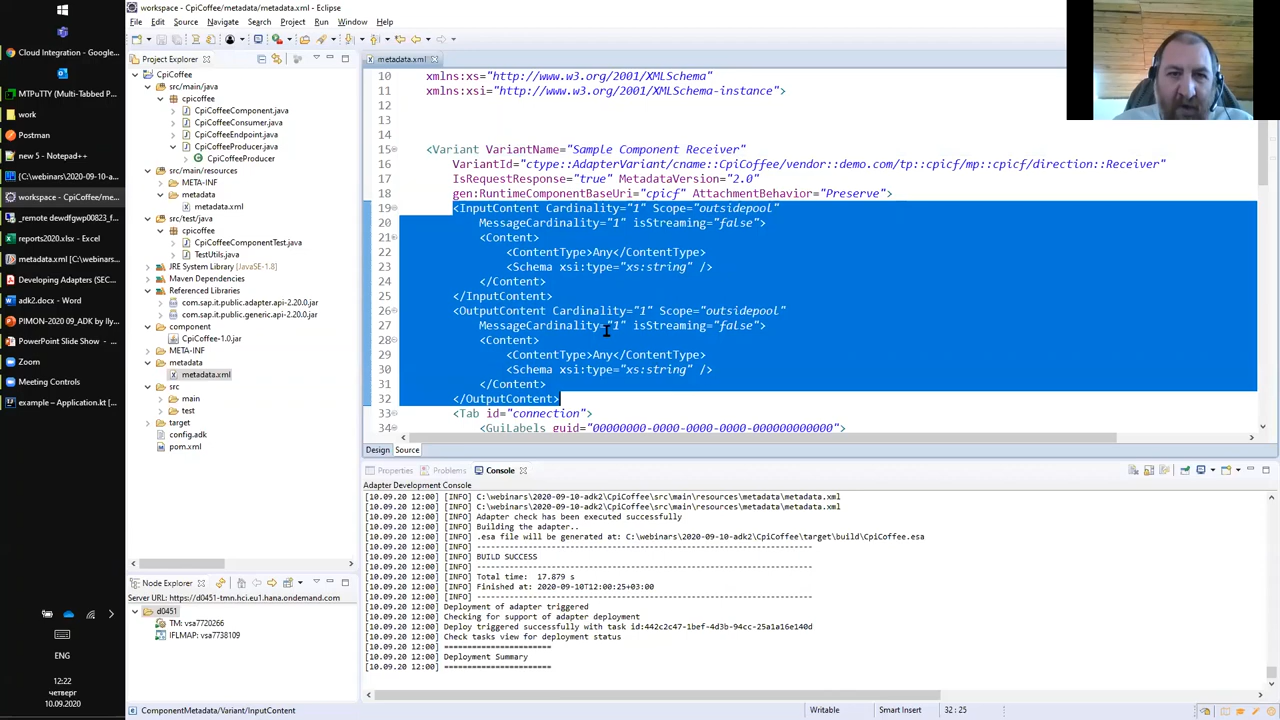 workspace - CpiCoffee/metadata/metadata.xml - Eclipse
File Edit Source Navigate Search Project Run Window Help
Cloud Integration - Google...
MTPuTTY (Multi-Tabbed P
work
Postman
new 5 - Notepad++
[C:\webinars\2020-09-10-a
workspace - CpiCoffee/me...
_remote dewdfgwp00823_f
reports2020.xlsx - Excel
metadata.xml [C:\webinars
Developing Adapters (SEC...
adk2.docx - Word
PIMON-2020 09_ADK by Ily
PowerPoint Slide Show - [
Zoom
Meeting Controls
example – Application.kt [
ENG
12:22
четверг
10.09.2020
Project Explorer
CpiCoffee
src/main/java
cpicoffee
CpiCoffeeComponent.java
CpiCoffeeConsumer.java
CpiCoffeeEndpoint.java
CpiCoffeeProducer.java
CpiCoffeeProducer
src/main/resources
META-INF
metadata
metadata.xml
src/test/java
cpicoffee
CpiCoffeeComponentTest.java
TestUtils.java
JRE System Library [JavaSE-1.8]
Maven Dependencies
Referenced Libraries
com.sap.it.public.adapter.api-2.20.0.jar
com.sap.it.public.generic.api-2.20.0.jar
component
CpiCoffee-1.0.jar
META-INF
metadata
metadata.xml
src
main
test
target
config.adk
pom.xml
Node Explorer
Server URL: https://d0451-tmn.hci.eu1.hana.ondemand.com
d0451
TM: vsa7720266
IFLMAP: vsa7738109
metadata.xml
10 xmlns:xs="http://www.w3.org/2001/XMLSchema"
11 xmlns:xsi="http://www.w3.org/2001/XMLSchema-instance">
12
13
14
15 <Variant VariantName="Sample Component Receiver"
16 VariantId="ctype::AdapterVariant/cname::CpiCoffee/vendor::demo.com/tp::cpicf/mp::cpicf/direction::Receiver"
17 IsRequestResponse="true" MetadataVersion="2.0"
18 gen:RuntimeComponentBaseUri="cpicf" AttachmentBehavior="Preserve">
19 <InputContent Cardinality="1" Scope="outsidepool"
20 MessageCardinality="1" isStreaming="false">
21 <Content>
22 <ContentType>Any</ContentType>
23 <Schema xsi:type="xs:string" />
24 </Content>
25 </InputContent>
26 <OutputContent Cardinality="1" Scope="outsidepool"
27 MessageCardinality="1" isStreaming="false">
28 <Content>
29 <ContentType>Any</ContentType>
30 <Schema xsi:type="xs:string" />
31 </Content>
32 </OutputContent>
33 <Tab id="connection">
34 <GuiLabels guid="00000000-0000-0000-0000-000000000000">
Design Source
Properties Problems Console
Adapter Development Console
[10.09.20 12:00] [INFO] C:\webinars\2020-09-10-adk2\CpiCoffee\src\main\resources\metadata\metadata.xml
[10.09.20 12:00] [INFO] C:\webinars\2020-09-10-adk2\CpiCoffee\src\main\resources\metadata\metadata.xml
[10.09.20 12:00] [INFO] Adapter check has been executed successfully
[10.09.20 12:00] [INFO] Building the adapter..
[10.09.20 12:00] [INFO] .esa file will be generated at: C:\webinars\2020-09-10-adk2\CpiCoffee\target\build\CpiCoffee.esa
[10.09.20 12:00] [INFO] ------------------------------------------------------------------------
[10.09.20 12:00] [INFO] BUILD SUCCESS
[10.09.20 12:00] [INFO] ------------------------------------------------------------------------
[10.09.20 12:00] [INFO] Total time: 17.879 s
[10.09.20 12:00] [INFO] Finished at: 2020-09-10T12:00:25+03:00
[10.09.20 12:00] [INFO] ------------------------------------------------------------------------
[10.09.20 12:00] Deployment of adapter triggered
[10.09.20 12:00] Checking for support of adapter deployment
[10.09.20 12:00] Deploy triggered successfully with task id:442c2c47-1bef-4d3b-94cc-25a1a16e140d
[10.09.20 12:00] Check tasks view for deployment status
[10.09.20 12:00] =======================
[10.09.20 12:00] Deployment Summary
[10.09.20 12:00] =======================
ComponentMetadata/Variant/InputContent Writable Smart Insert 32 : 25